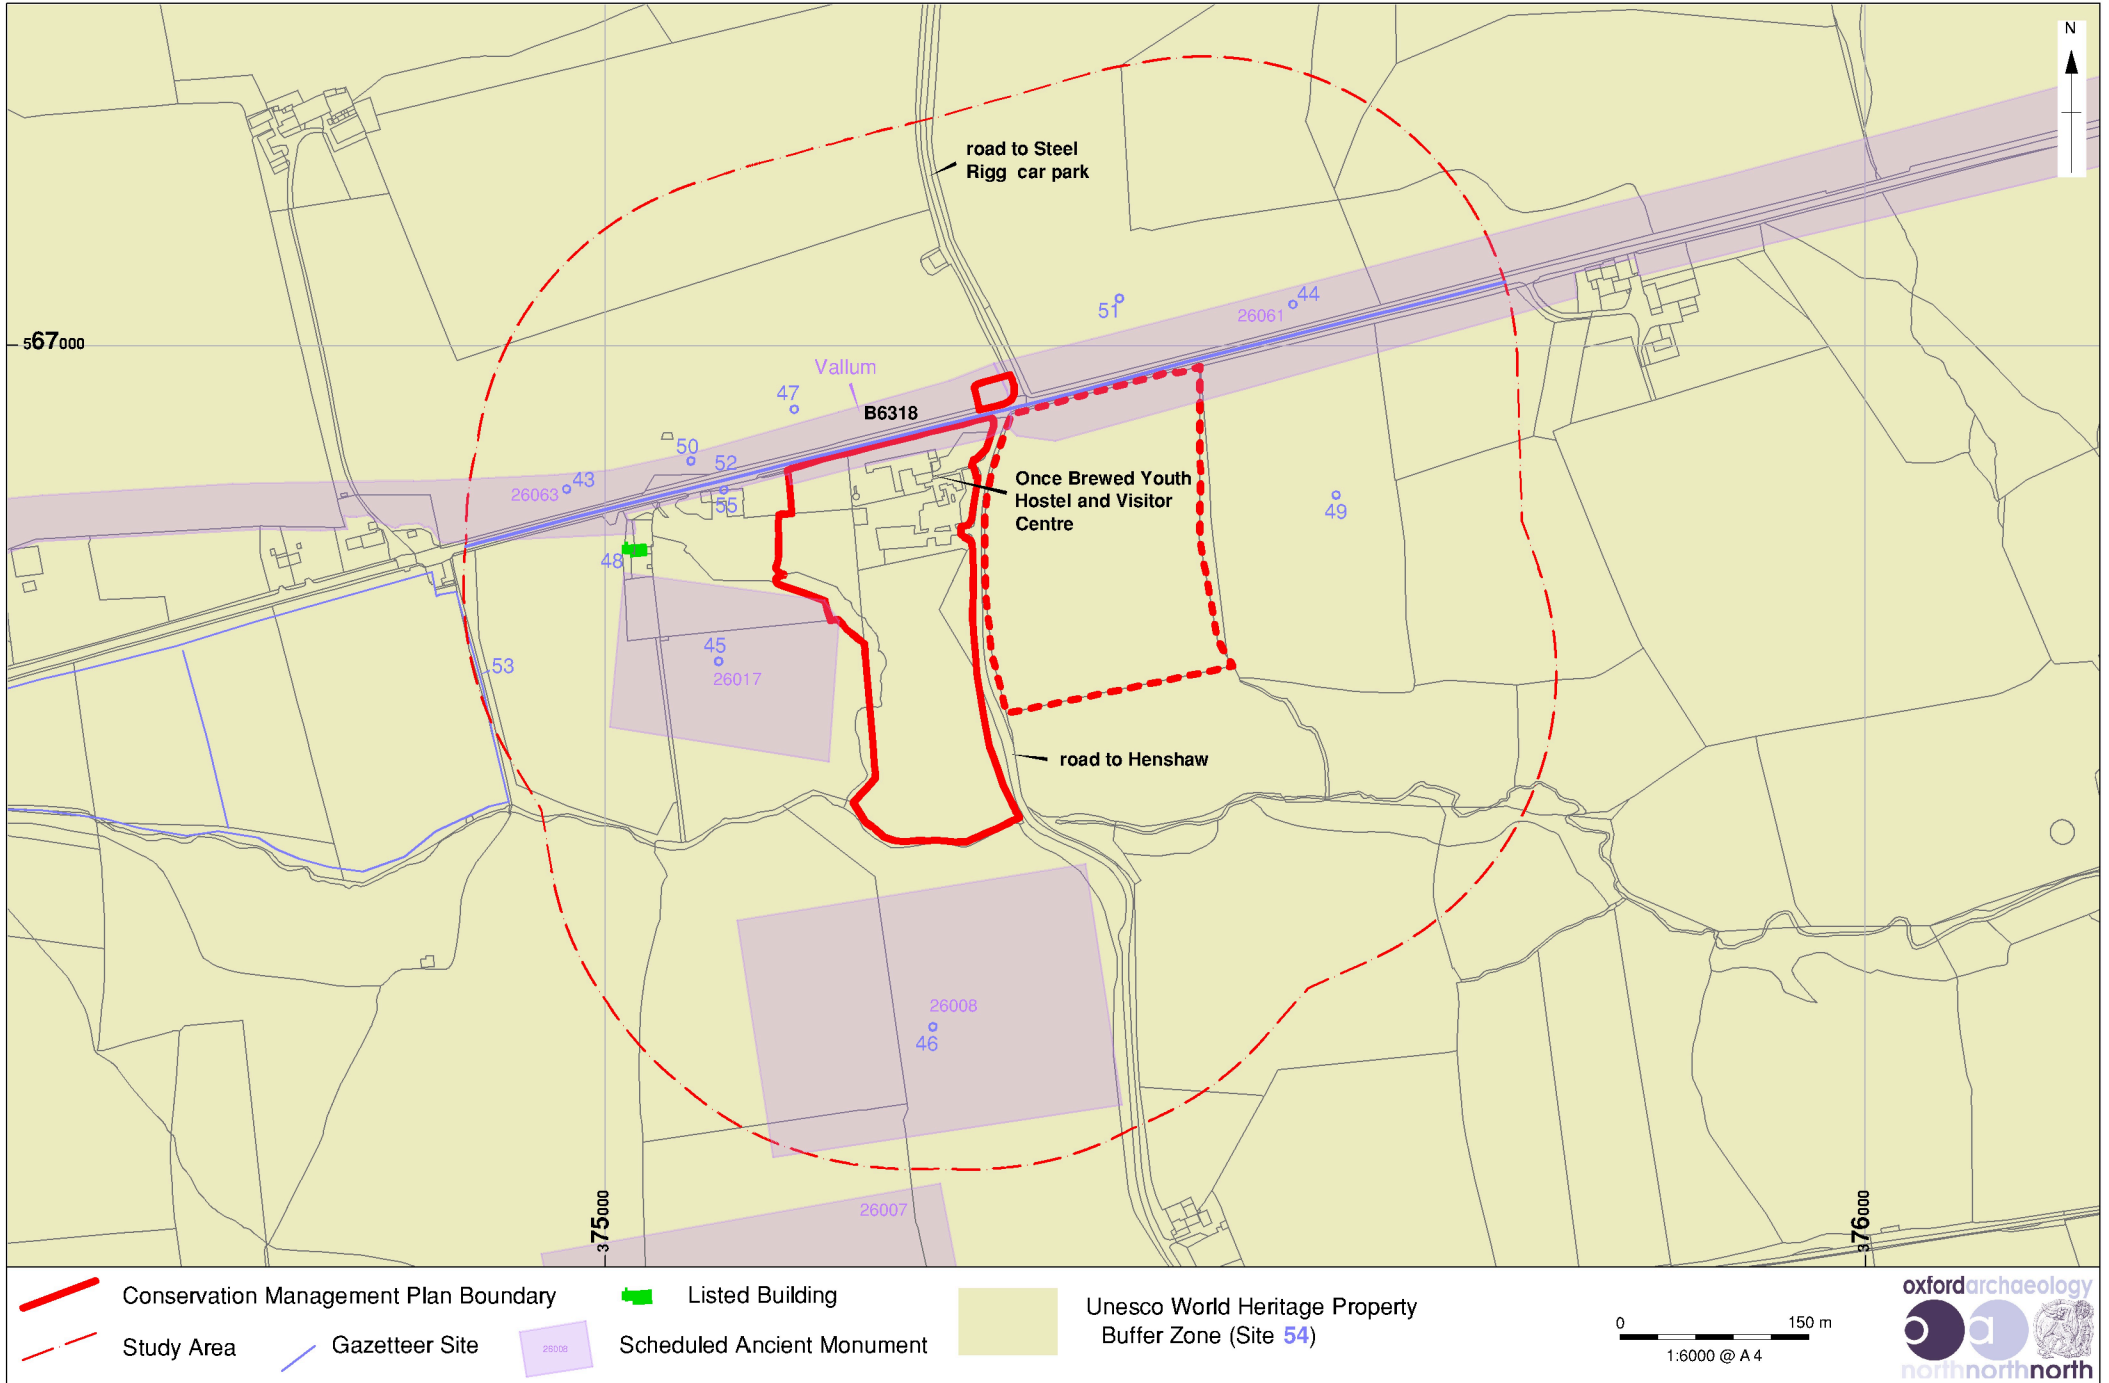 N
road to Steel
Rigg car park
51
44
26061
567000
Vallum
47
B6318
50
52
43
26063
55
Once Brewed Youth
Hostel and Visitor
Centre
49
48
45
53
26017
road to Henshaw
26008
46
26007
375000
376000
Conservation Management Plan Boundary
Listed Building
Unesco World Heritage Property
Buffer Zone (Site 54)
Study Area
Gazetteer Site
26008
Scheduled Ancient Monument
0 150 m
1:6000 @ A4
oxfordarchaeology
oa
northnorthnorth